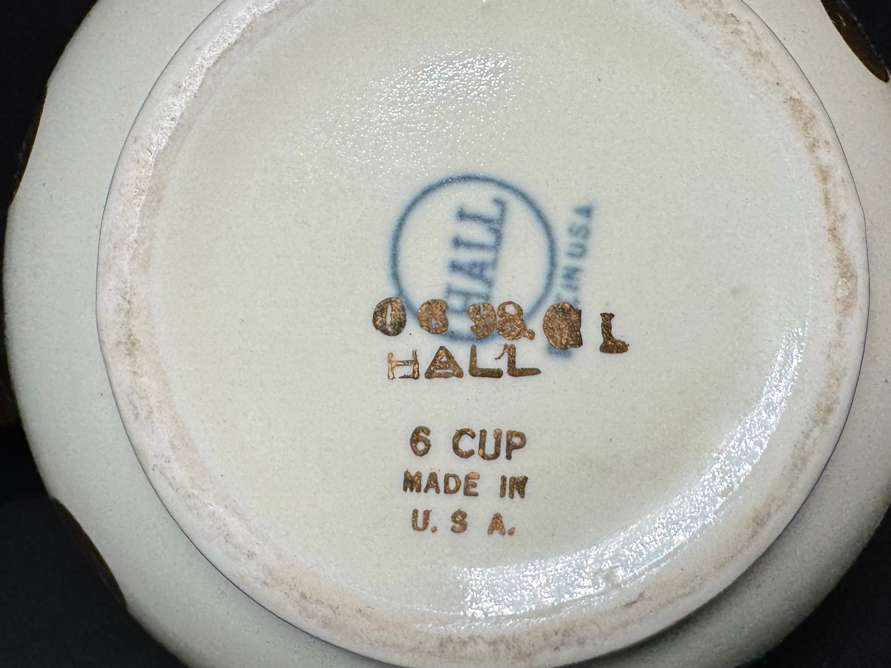 HALL
IN USA
HALL
6 CUP
MADE IN
U. S. A.